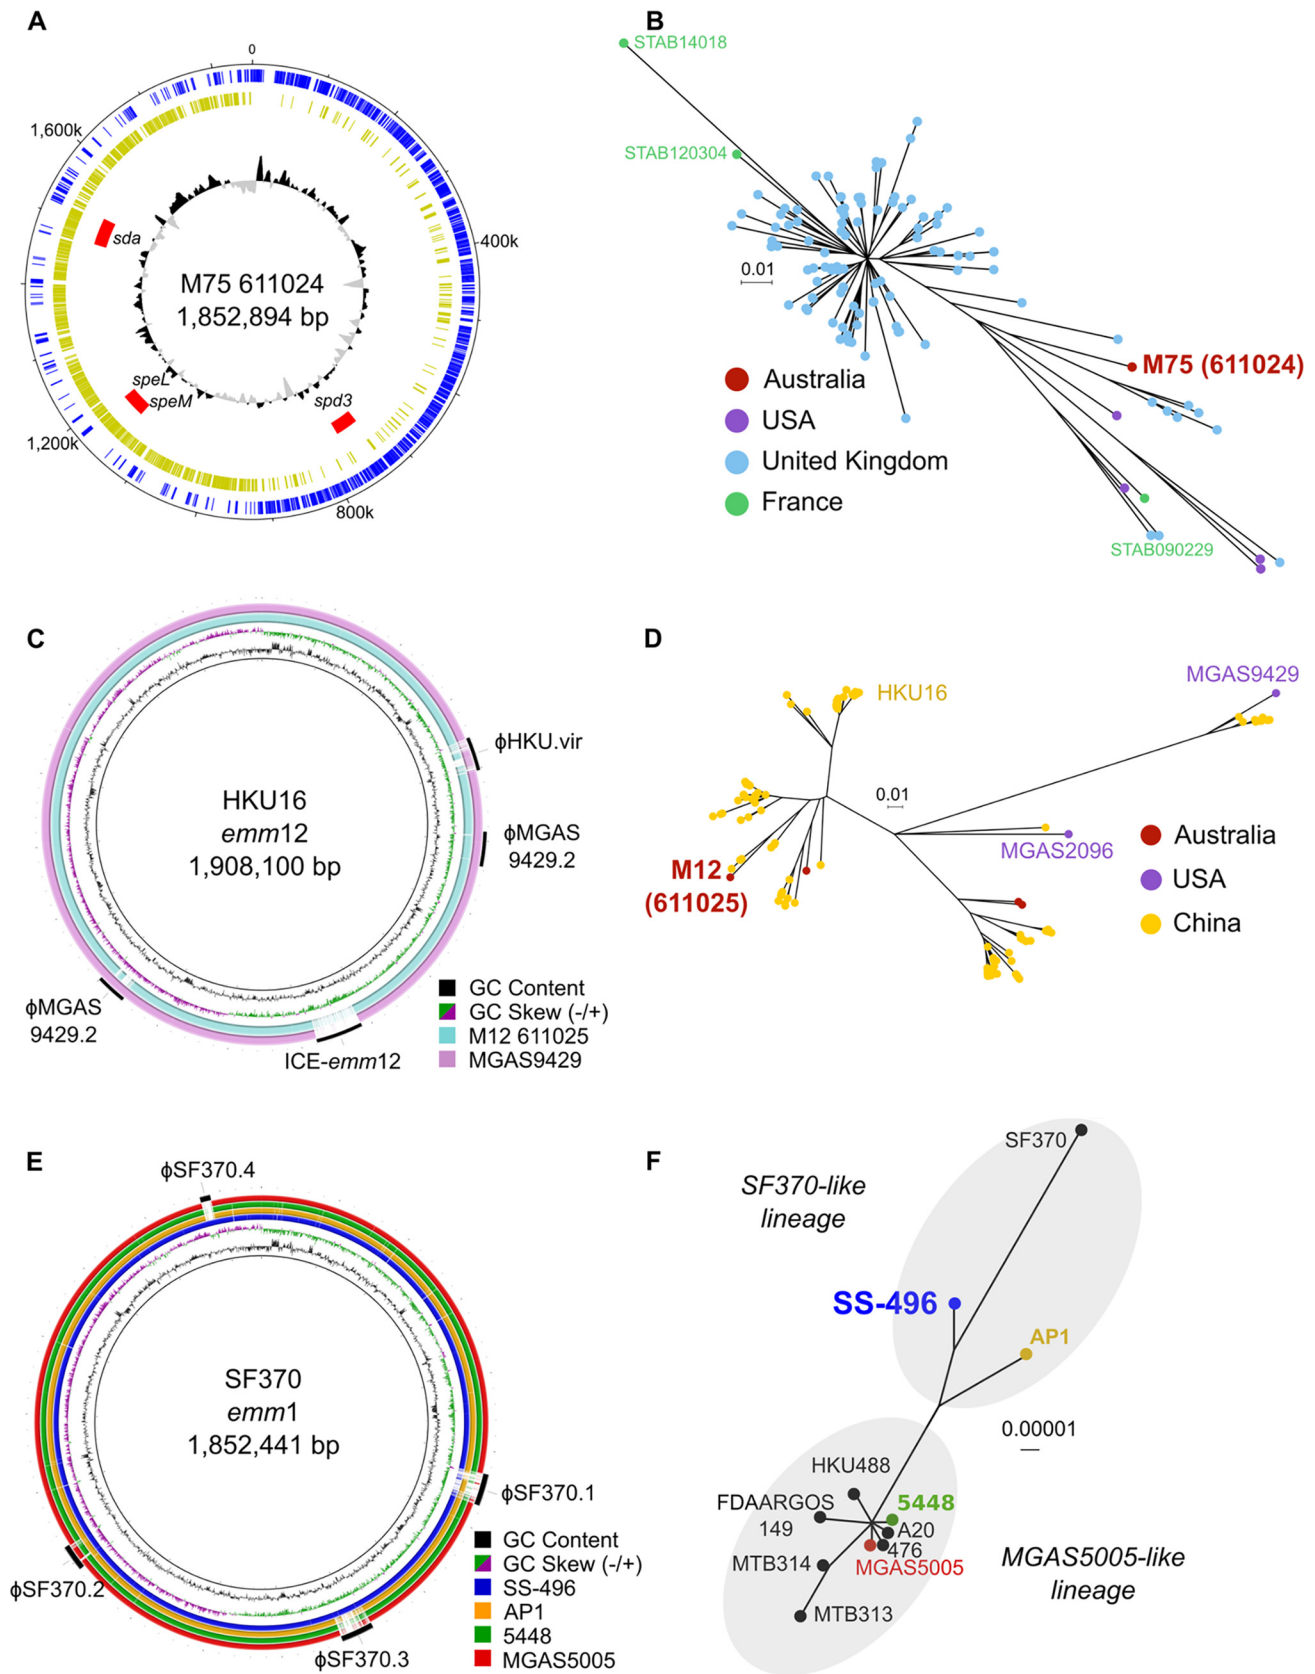 A
0
1,600k
400k
sda
M75 611024
1,852,894 bp
speL
speM
spd3
1,200k
800k
B
STAB14018
STAB120304
0.01
M75 (611024)
Australia
USA
United Kingdom
France
STAB090229
C
ϕHKU.vir
HKU16
emm12
1,908,100 bp
ϕMGAS
9429.2
ϕMGAS
9429.2
ICE-emm12
GC Content
GC Skew (-/+)
M12 611025
MGAS9429
D
MGAS9429
HKU16
0.01
MGAS2096
M12
(611025)
Australia
USA
China
E
ϕSF370.4
SF370
emm1
1,852,441 bp
ϕSF370.1
ϕSF370.2
ϕSF370.3
GC Content
GC Skew (-/+)
SS-496
AP1
5448
MGAS5005
F
SF370
SF370-like
lineage
SS-496
AP1
0.00001
HKU488
FDAARGOS
149
5448
A20
476
MTB314
MGAS5005
MTB313
MGAS5005-like
lineage